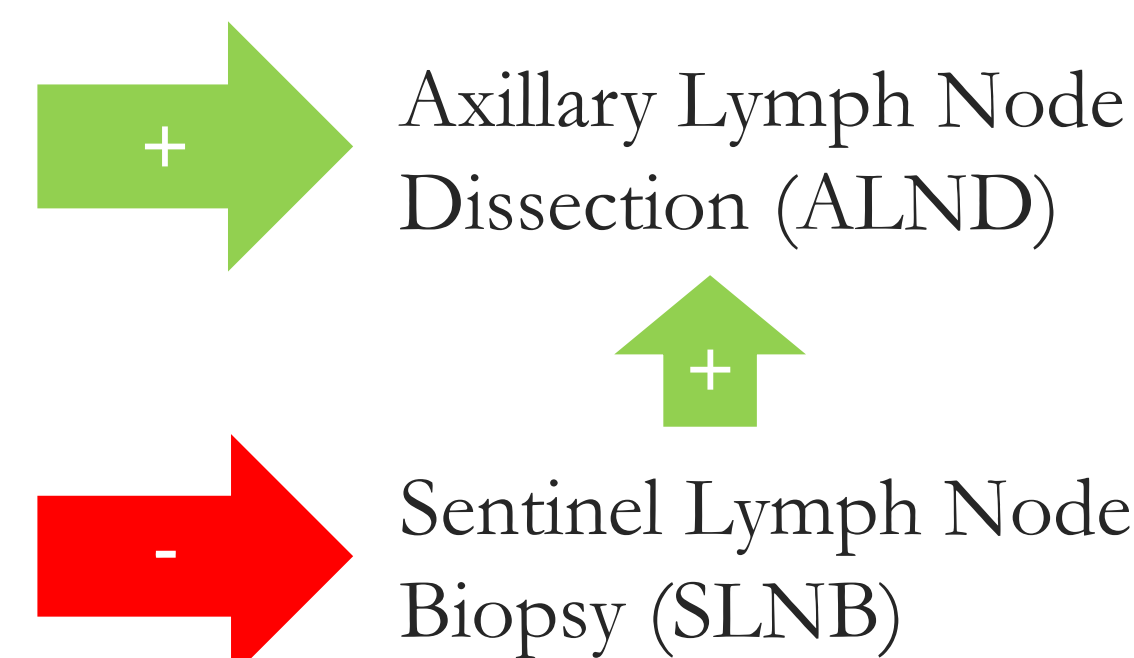 +
Axillary Lymph Node
Dissection (ALND)
+
-
Sentinel Lymph Node
Biopsy (SLNB)